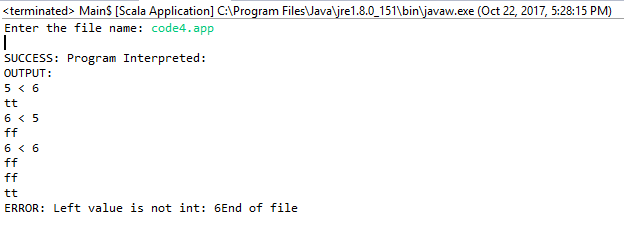 <terminated> Main$ [Scala Application] C:\Program Files\Java\jre1.8.0_151\bin\javaw.exe (Oct 22, 2017, 5:28:15 PM)
Enter the file name: code4.app
SUCCESS: Program Interpreted:
OUTPUT:
5 < 6
tt
6 < 5
ff
6 < 6
ff
ff
tt
ERROR: Left value is not int: 6End of file